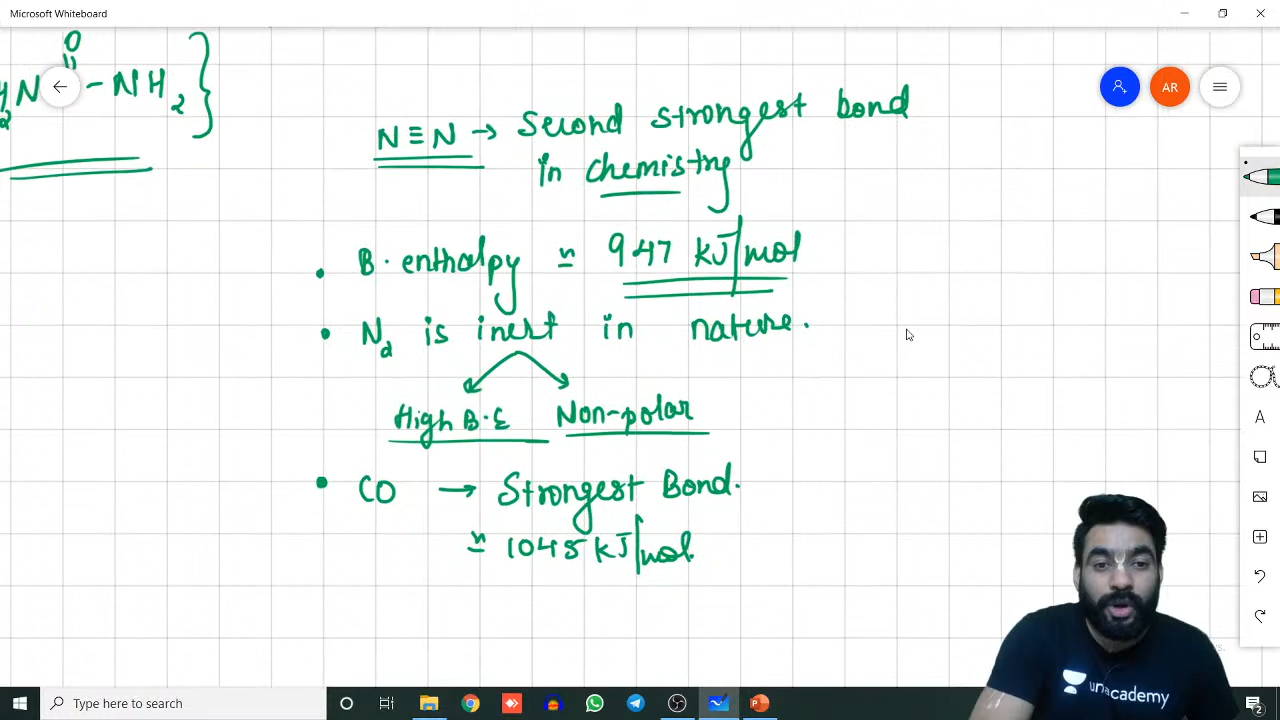 Microsoft Whiteboard
O
N
- NH2 }
N≡N → Second strongest bond
in chemistry
• B. enthalpy ≃ 947 kJ/mol
• N2 is inert in nature.
High B.E Non-polar
• CO → Strongest Bond.
≃ 1045 kJ/mol.
AR
A
unacademy
Type here to search
2